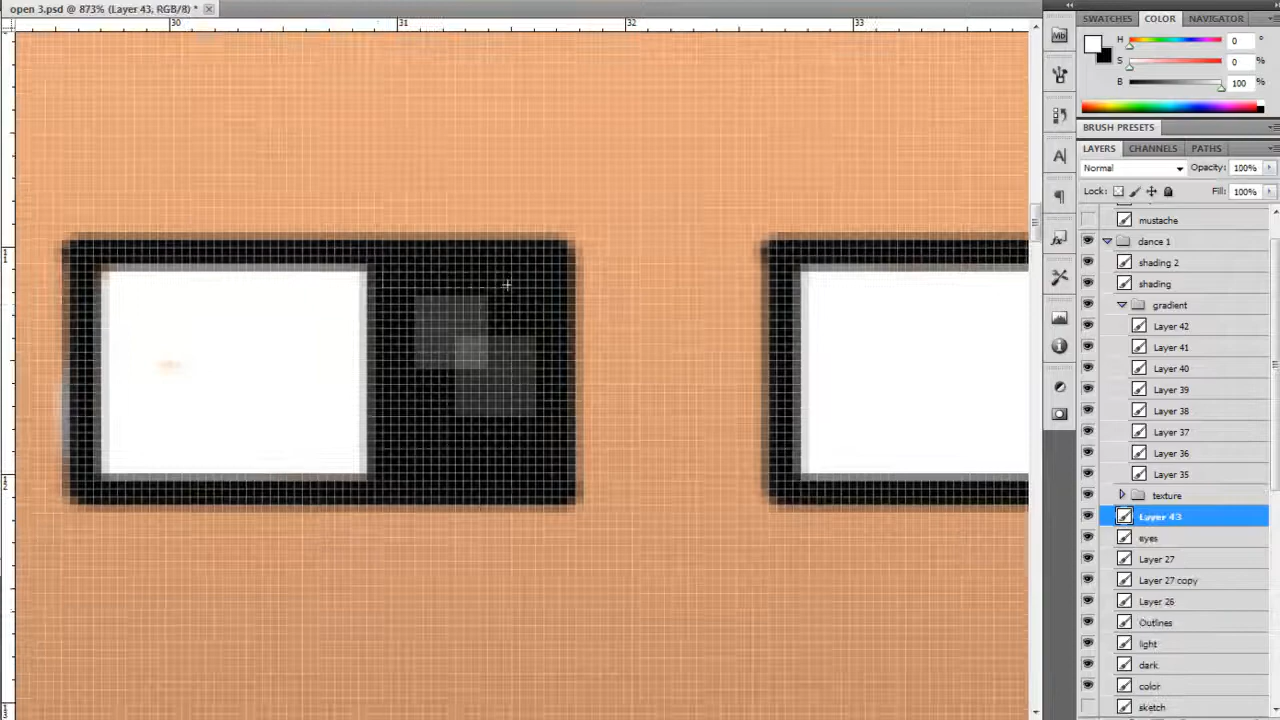 open 3.psd @ 873% (Layer 43, RGB/8) *
30 31 32 33
SWATCHES COLOR NAVIGATOR
H 0 °
S 0 %
B 100 %
BRUSH PRESETS
LAYERS CHANNELS PATHS
Normal Opacity: 100%
Lock: Fill: 100%
mustache
dance 1
shading 2
shading
gradient
Layer 42
Layer 41
Layer 40
Layer 39
Layer 38
Layer 37
Layer 36
Layer 35
texture
Layer 43
eyes
Layer 27
Layer 27 copy
Layer 26
Outlines
light
dark
color
sketch